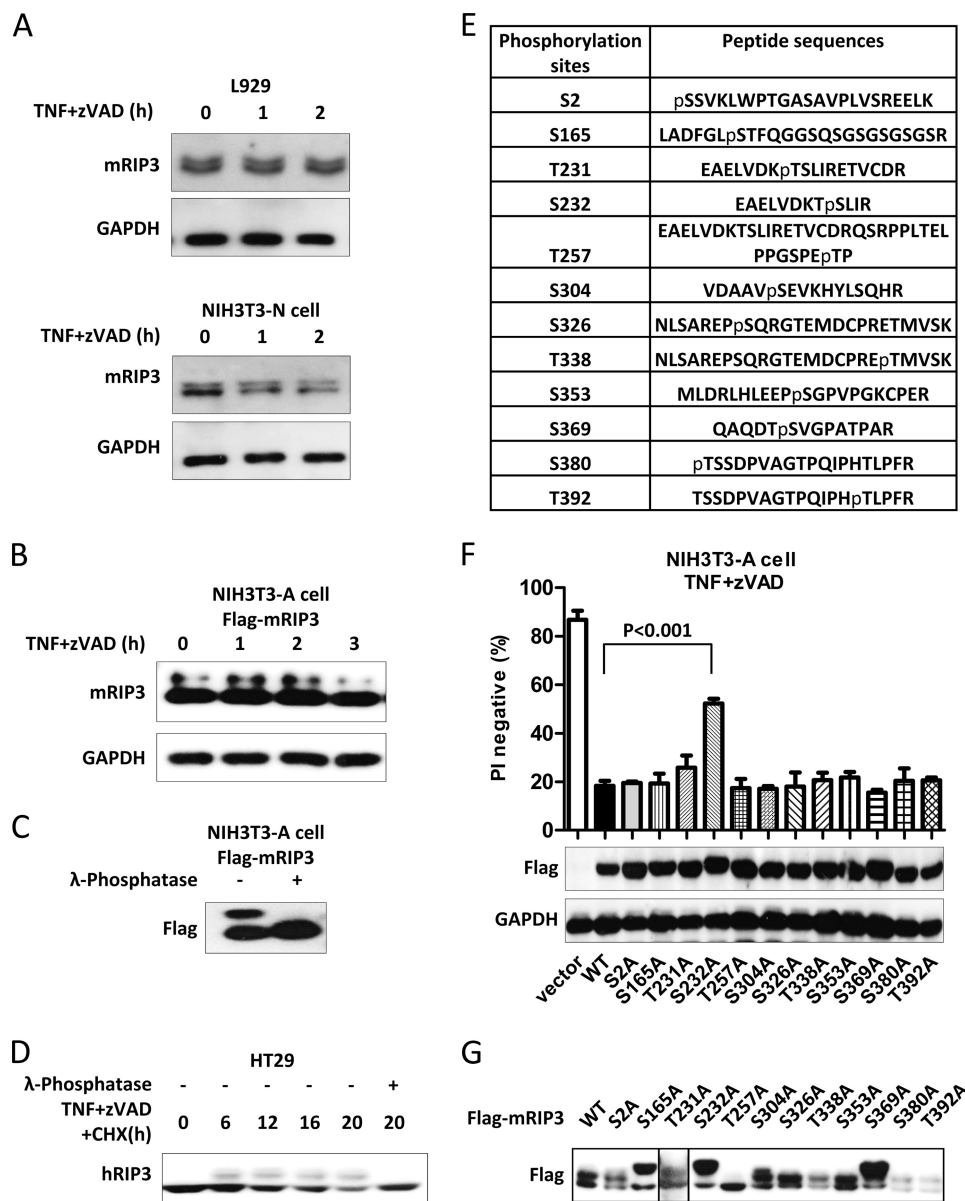 A
L929
TNF+zVAD (h) 0 1 2
mRIP3
GAPDH
NIH3T3-N cell
TNF+zVAD (h) 0 1 2
mRIP3
GAPDH
B
NIH3T3-A cell
Flag-mRIP3
TNF+zVAD (h) 0 1 2 3
mRIP3
GAPDH
C
NIH3T3-A cell
Flag-mRIP3
λ-Phosphatase - +
Flag
D
HT29
λ-Phosphatase - - - - - +
TNF+zVAD
+CHX(h) 0 6 12 16 20 20
hRIP3
E
Phosphorylation sites Peptide sequences
S2 pSSVKLWPTGASAVPLVSREELK
S165 LADFGLpSTFQGGSQSGSGSGSGSR
T231 EAELVDKpTSLIRETVCDR
S232 EAELVDKTpSLIR
T257 EAELVDKTSLIRETVCDRQSRPPLTEL
PPGSPEpTP
S304 VDAAVpSEVKHYLSQHR
S326 NLSAREPpSQRGTEMDCPRETMVSK
T338 NLSAREPSQRGTEMDCPREpTMVSK
S353 MLDRLHLEEPpSGPVPGKCPER
S369 QAQDTpSVGPATPAR
S380 pTSSDPVAGTPQIPHTLPFR
T392 TSSDPVAGTPQIPHpTLPFR
F
NIH3T3-A cell
TNF+zVAD
PI negative (%)
100
80
60
40
20
0
P<0.001
Flag
GAPDH
vector WT S2A S165A T231A S232A T257A S304A S326A T338A S353A S369A S380A T392A
G
Flag-mRIP3 WT S2A S165A T231A S232A T257A S304A S326A T338A S353A S369A S380A T392A
Flag